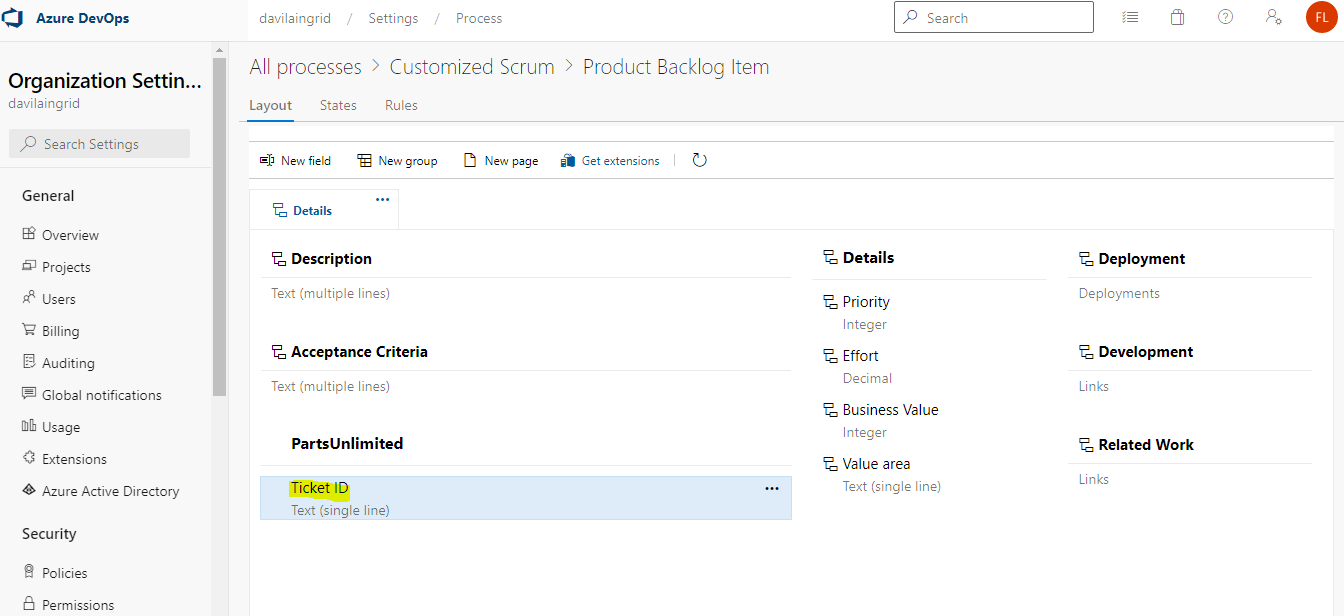 Azure DevOps
davilaingrid / Settings / Process
Search
FL
Organization Settin...
davilaingrid
Search Settings
General
Overview
Projects
Users
Billing
Auditing
Global notifications
Usage
Extensions
Azure Active Directory
Security
Policies
Permissions
All processes > Customized Scrum > Product Backlog Item
Layout States Rules
New field New group New page Get extensions
Details
Description
Text (multiple lines)
Acceptance Criteria
Text (multiple lines)
PartsUnlimited
Ticket ID
Text (single line)
Details
Priority
Integer
Effort
Decimal
Business Value
Integer
Value area
Text (single line)
Deployment
Deployments
Development
Links
Related Work
Links